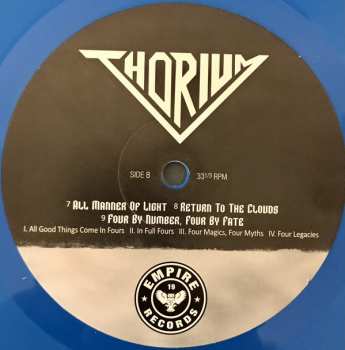 THORIUM
SIDE B 33 1/3 RPM
7 ALL MANNER OF LIGHT 8 RETURN TO THE CLOUDS
9 FOUR BY NUMBER, FOUR BY FATE
I. All Good Things Come In Fours II. In Full Fours III. Four Magics, Four Myths IV. Four Legacies
EMPIRE
19
RECORDS